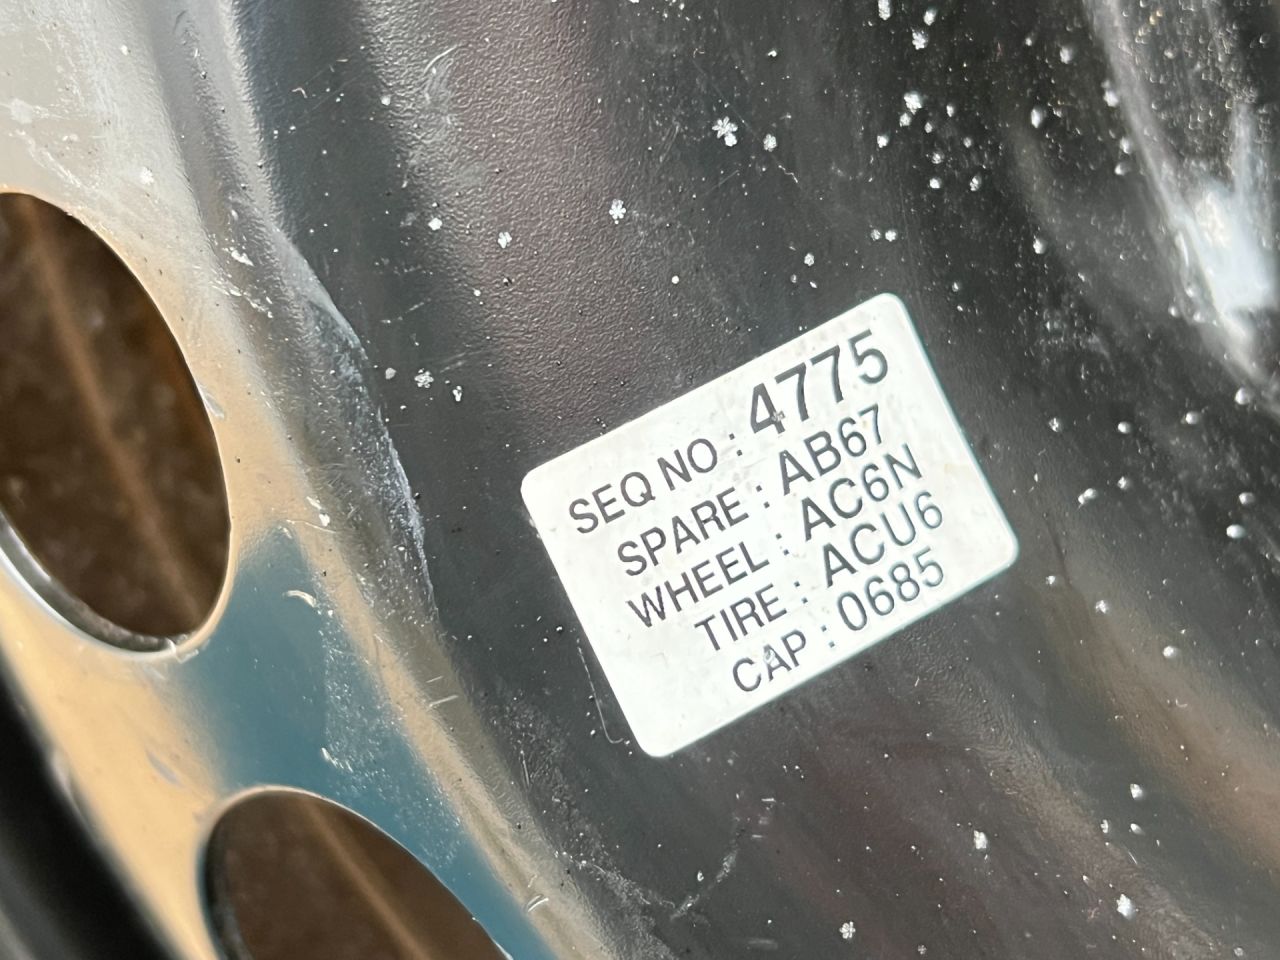 SEQ NO : 4775
SPARE : AB67
WHEEL : AC6N
TIRE : ACU6
CAP : 0685